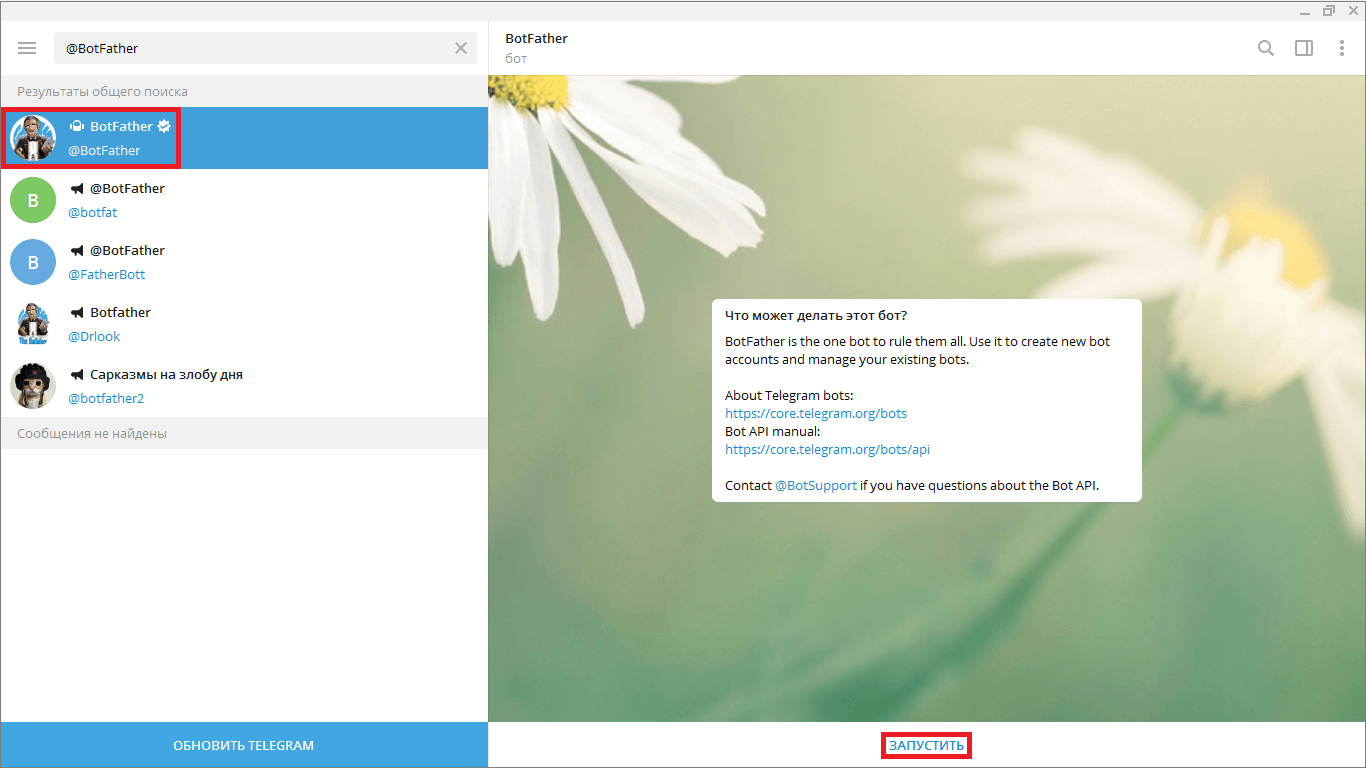 @BotFather
Результаты общего поиска
BotFather
@BotFather
B
@BotFather
@botfat
B
@BotFather
@FatherBott
Botfather
@Drlook
Сарказмы на злобу дня
@botfather2
Сообщения не найдены
ОБНОВИТЬ TELEGRAM
BotFather
бот
Что может делать этот бот?
BotFather is the one bot to rule them all. Use it to create new bot
accounts and manage your existing bots.
About Telegram bots:
https://core.telegram.org/bots
Bot API manual:
https://core.telegram.org/bots/api
Contact @BotSupport if you have questions about the Bot API.
ЗАПУСТИТЬ